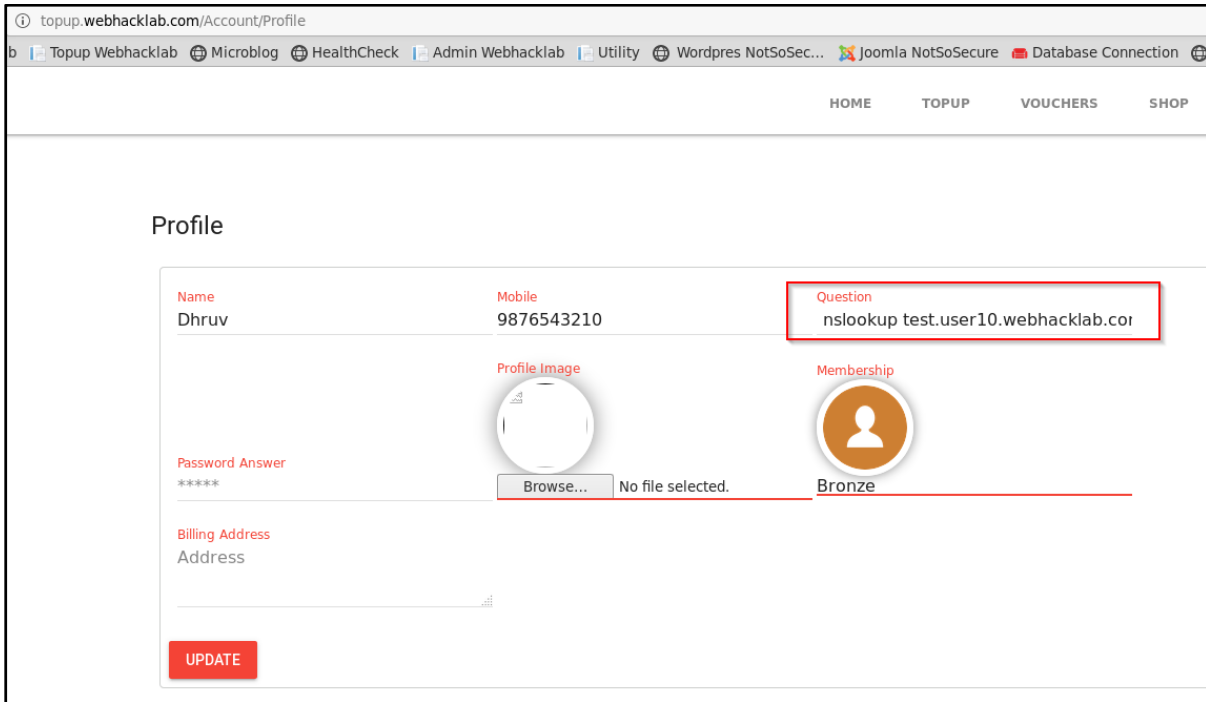 topup.webhacklab.com/Account/Profile
b Topup Webhacklab Microblog HealthCheck Admin Webhacklab Utility Wordpres NotSoSec... Joomla NotSoSecure Database Connection
HOME TOPUP VOUCHERS SHOP
Profile
Name Mobile Question
Dhruv 9876543210 nslookup test.user10.webhacklab.com
Profile Image Membership
Password Answer
***** Browse... No file selected. Bronze
Billing Address
Address
UPDATE